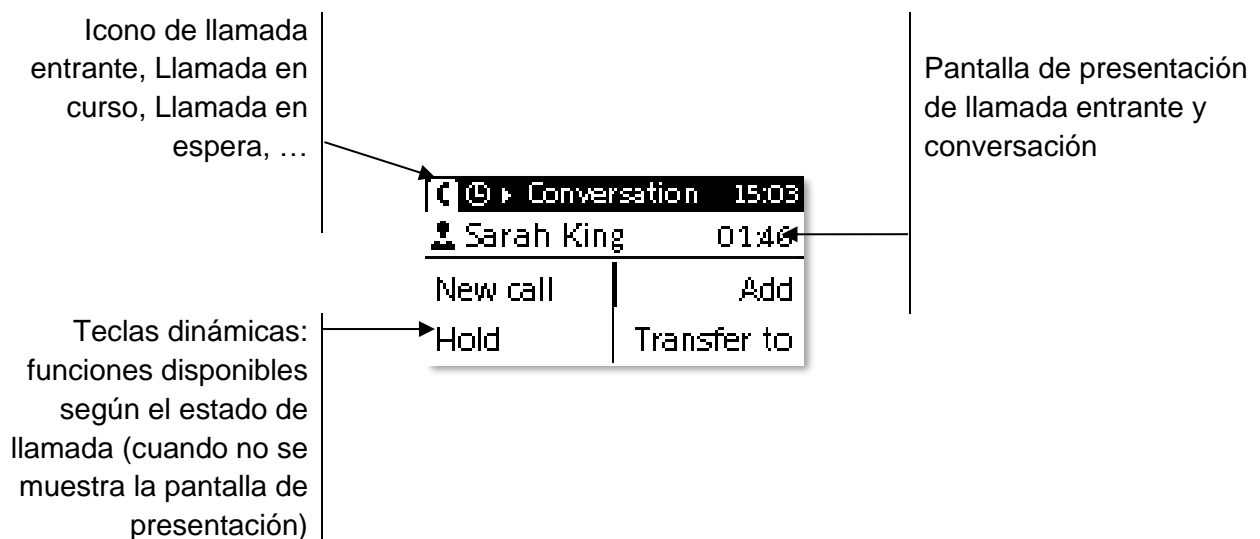 Icono de llamada
entrante, Llamada en
curso, Llamada en
espera, …
Pantalla de presentación
de llamada entrante y
conversación
Conversation 15:03
Sarah King 01:46
New call Add
Hold Transfer to
Teclas dinámicas:
funciones disponibles
según el estado de
llamada (cuando no se
muestra la pantalla de
presentación)